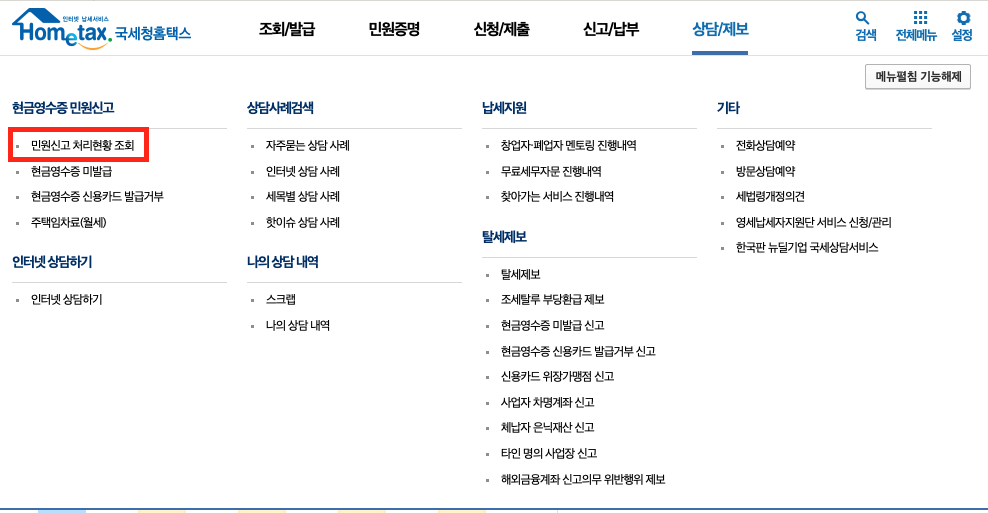 인터넷 납세서비스
Hometax. 국세청홈택스
조회/발급
민원증명
신청/제출
신고/납부
상담/제보
검색
전체메뉴
설정
메뉴펼침 기능해제
현금영수증 민원신고
민원신고 처리현황 조회
현금영수증 미발급
현금영수증 신용카드 발급거부
주택임차료(월세)
인터넷 상담하기
인터넷 상담하기
상담사례검색
자주묻는 상담 사례
인터넷 상담 사례
세목별 상담 사례
핫이슈 상담 사례
나의 상담 내역
스크랩
나의 상담 내역
납세지원
창업자·폐업자 멘토링 진행내역
무료세무자문 진행내역
찾아가는 서비스 진행내역
탈세제보
탈세제보
조세탈루 부당환급 제보
현금영수증 미발급 신고
현금영수증 신용카드 발급거부 신고
신용카드 위장가맹점 신고
사업자 차명계좌 신고
체납자 은닉재산 신고
타인 명의 사업장 신고
해외금융계좌 신고의무 위반행위 제보
기타
전화상담예약
방문상담예약
세법령개정의견
영세납세자지원단 서비스 신청/관리
한국판 뉴딜기업 국세상담서비스